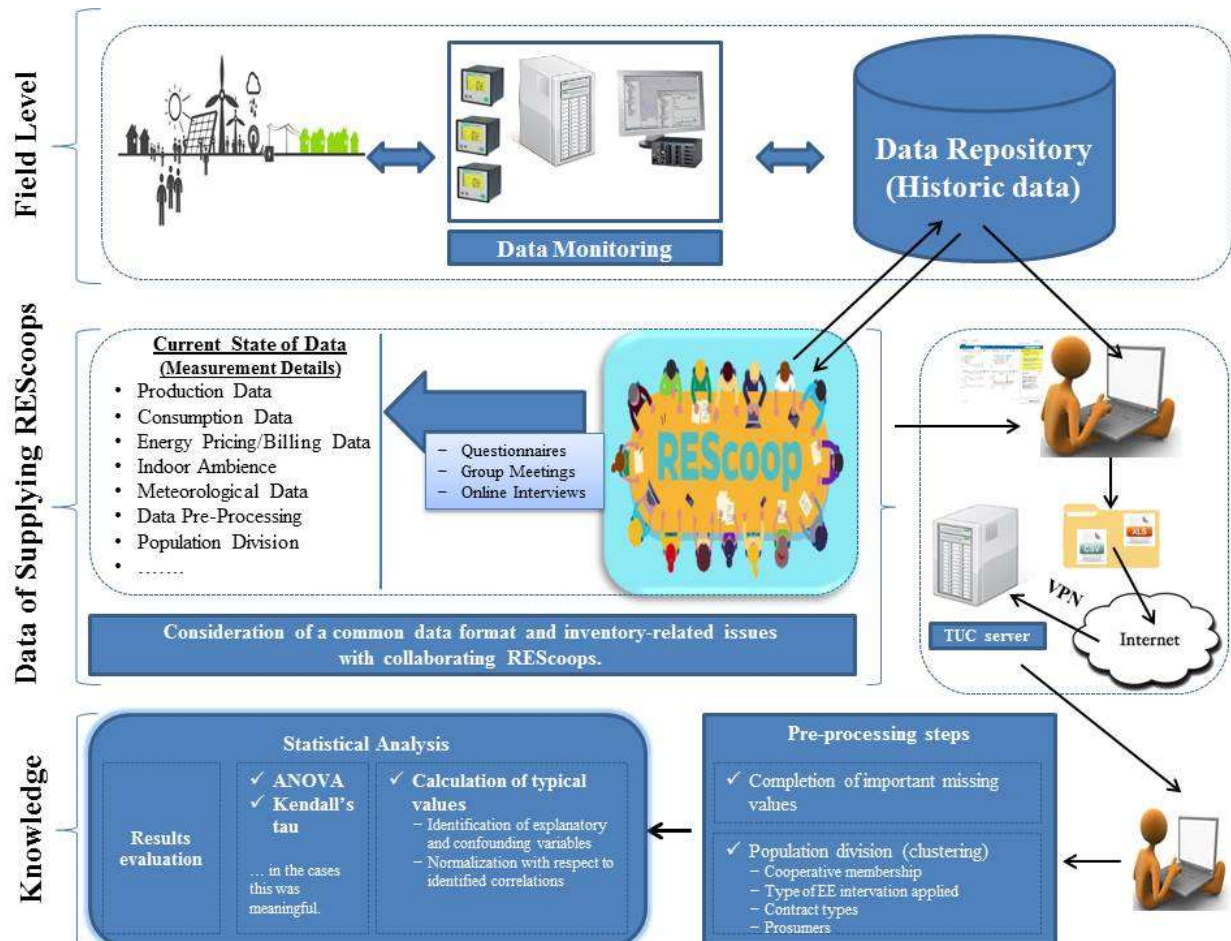 Field Level
Data Monitoring
Data Repository
(Historic data)
Data of Supplying REScoops
Current State of Data
(Measurement Details)
• Production Data
• Consumption Data
• Energy Pricing/Billing Data
• Indoor Ambience
• Meteorological Data
• Data Pre-Processing
• Population Division
• …….
– Questionnaires
– Group Meetings
– Online Interviews
REScoop
Consideration of a common data format and inventory-related issues
with collaborating REScoops.
CSV
XLS
VPN
TUC server
Internet
Knowledge
Statistical Analysis
Results
evaluation
✓ ANOVA
✓ Kendall’s
tau
… in the cases
this was
meaningful.
✓ Calculation of typical
values
– Identification of explanatory
and confounding variables
– Normalization with respect to
identified correlations
Pre-processing steps
✓ Completion of important missing
values
✓ Population division (clustering)
– Cooperative membership
– Type of EE intervation applied
– Contract types
– Prosumers